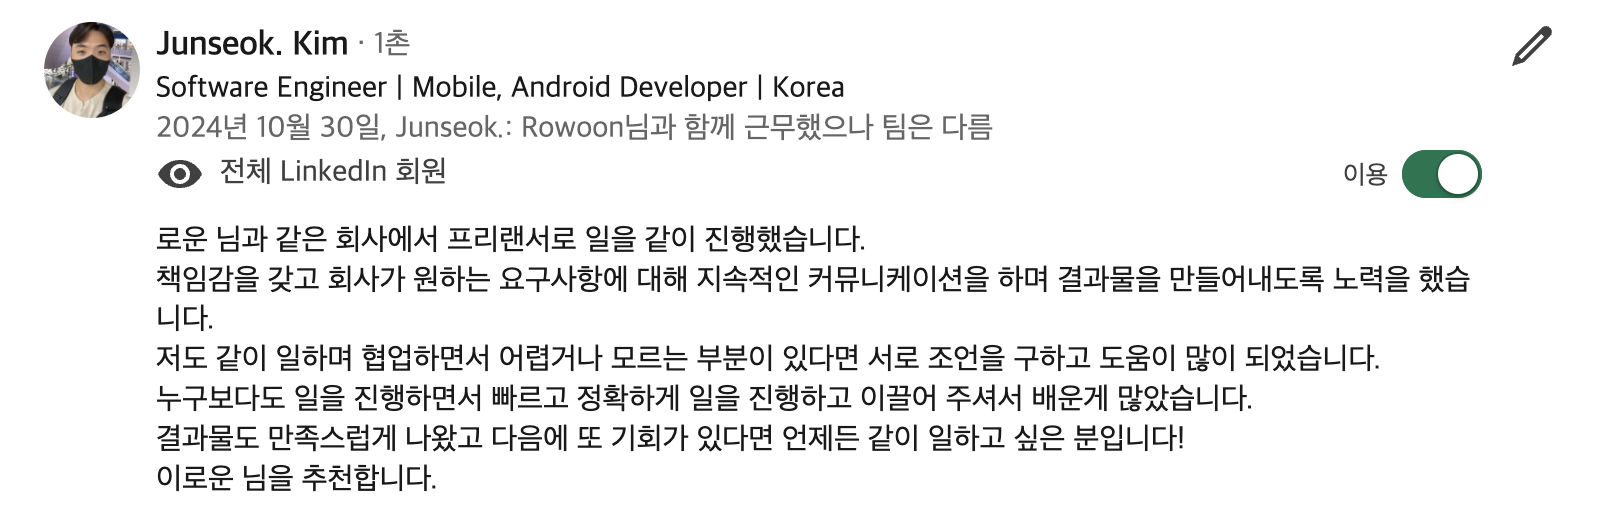 Junseok. Kim · 1촌
Software Engineer | Mobile, Android Developer | Korea
2024년 10월 30일, Junseok.: Rowoon님과 함께 근무했으나 팀은 다름
전체 LinkedIn 회원
이용
로운 님과 같은 회사에서 프리랜서로 일을 같이 진행했습니다.
책임감을 갖고 회사가 원하는 요구사항에 대해 지속적인 커뮤니케이션을 하며 결과물을 만들어내도록 노력을 했습
니다.
저도 같이 일하며 협업하면서 어렵거나 모르는 부분이 있다면 서로 조언을 구하고 도움이 많이 되었습니다.
누구보다도 일을 진행하면서 빠르고 정확하게 일을 진행하고 이끌어 주셔서 배운게 많았습니다.
결과물도 만족스럽게 나왔고 다음에 또 기회가 있다면 언제든 같이 일하고 싶은 분입니다!
이로운 님을 추천합니다.